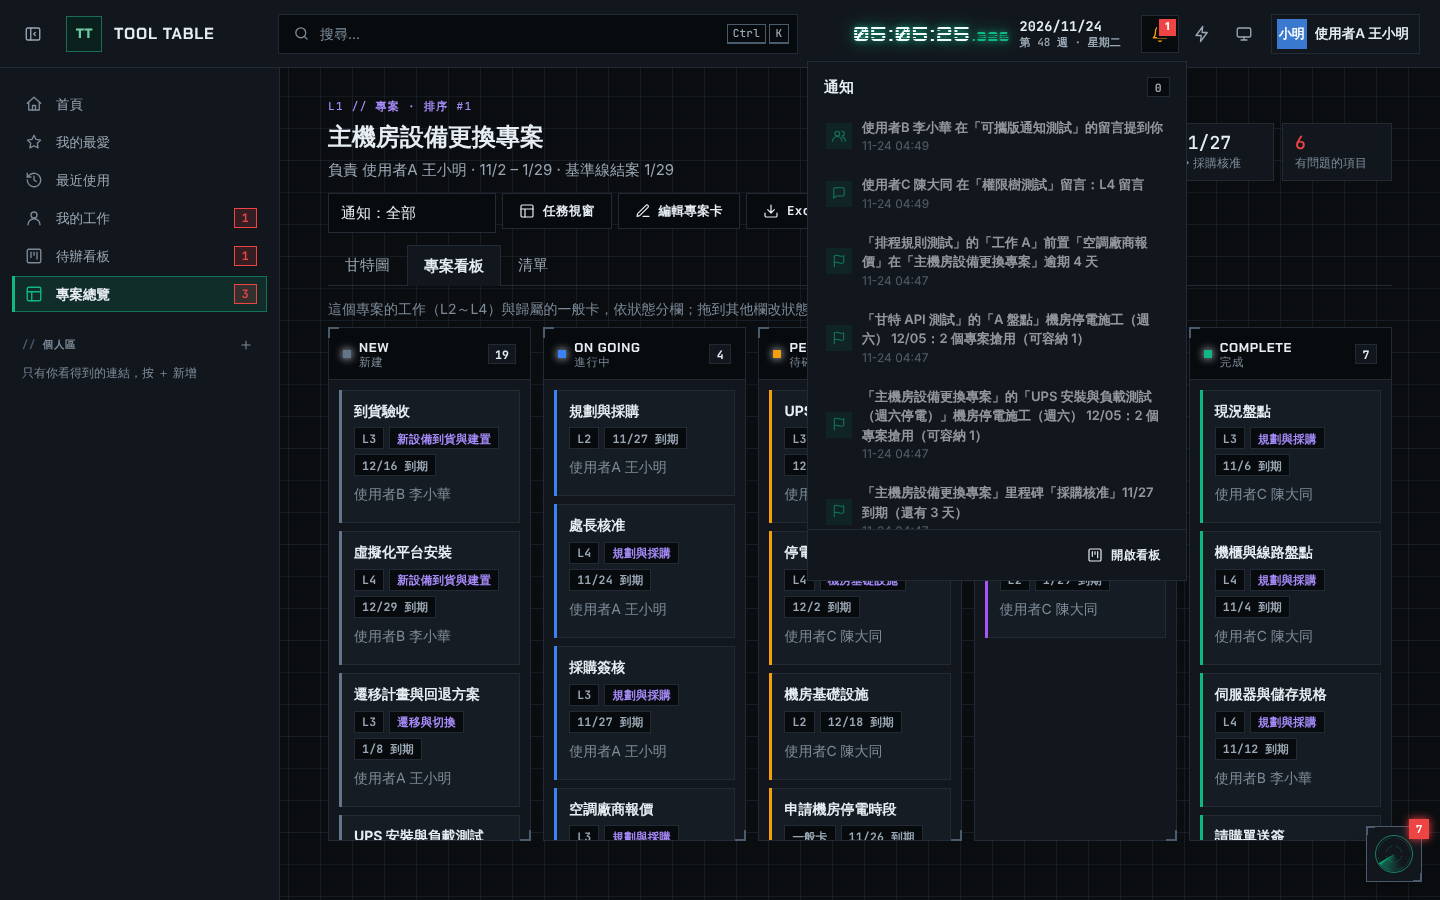 TT TOOL TABLE
搜尋... Ctrl K
05:05:25
2026/11/24
第 48 週 · 星期二
1
小明 使用者A 王小明
首頁
我的最愛
最近使用
我的工作 1
待辦看板 1
專案總覽 3
// 個人區 +
只有你看得到的連結，按 + 新增
L1 // 專案 · 排序 #1
主機房設備更換專案
負責 使用者A 王小明 · 11/2 – 1/29 · 基準線結案 1/29
1/27
採購核准
6
有問題的項目
通知：全部 任務視窗 編輯專案卡
甘特圖 專案看板 清單
這個專案的工作（L2～L4）與歸屬的一般卡，依狀態分欄；拖到其他欄改狀態
NEW
新建
19
到貨驗收
L3 新設備到貨與建置
12/16 到期
使用者B 李小華
虛擬化平台安裝
L4 新設備到貨與建置
12/29 到期
使用者B 李小華
遷移計畫與回退方案
L3 遷移與切換
1/8 到期
使用者A 王小明
UPS 安裝與負載測試
ON GOING
進行中
4
規劃與採購
L2 11/27 到期
使用者A 王小明
處長核准
L4 規劃與採購
11/24 到期
使用者A 王小明
採購簽核
L3 規劃與採購
11/27 到期
使用者A 王小明
空調廠商報價
L3 規劃與採購
UPS
L3
停電
L4 機房基礎設施
12/2 到期
使用者C 陳大同
機房基礎設施
L2 12/18 到期
使用者C 陳大同
申請機房停電時段
一般卡 11/26 到期
L2 1/29 到期
使用者C 陳大同
COMPLETE
完成
7
現況盤點
L3 規劃與採購
11/6 到期
使用者C 陳大同
機櫃與線路盤點
L4 規劃與採購
11/4 到期
使用者C 陳大同
伺服器與儲存規格
L4 規劃與採購
11/12 到期
使用者B 李小華
請購單送簽
通知 0
使用者B 李小華 在「可攜版通知測試」的留言提到你
11-24 04:49
使用者C 陳大同 在「權限樹測試」留言：L4 留言
11-24 04:49
「排程規則測試」的「工作 A」前置「空調廠商報
價」在「主機房設備更換專案」逾期 4 天
11-24 04:47
「甘特 API 測試」的「A 盤點」機房停電施工（週
六） 12/05：2 個專案搶用（可容納 1）
11-24 04:47
「主機房設備更換專案」的「UPS 安裝與負載測試
（週六停電）」機房停電施工（週六） 12/05：2 個
專案搶用（可容納 1）
11-24 04:47
「主機房設備更換專案」里程碑「採購核准」11/27
到期（還有 3 天）
11-24 04:47
開啟看板
7